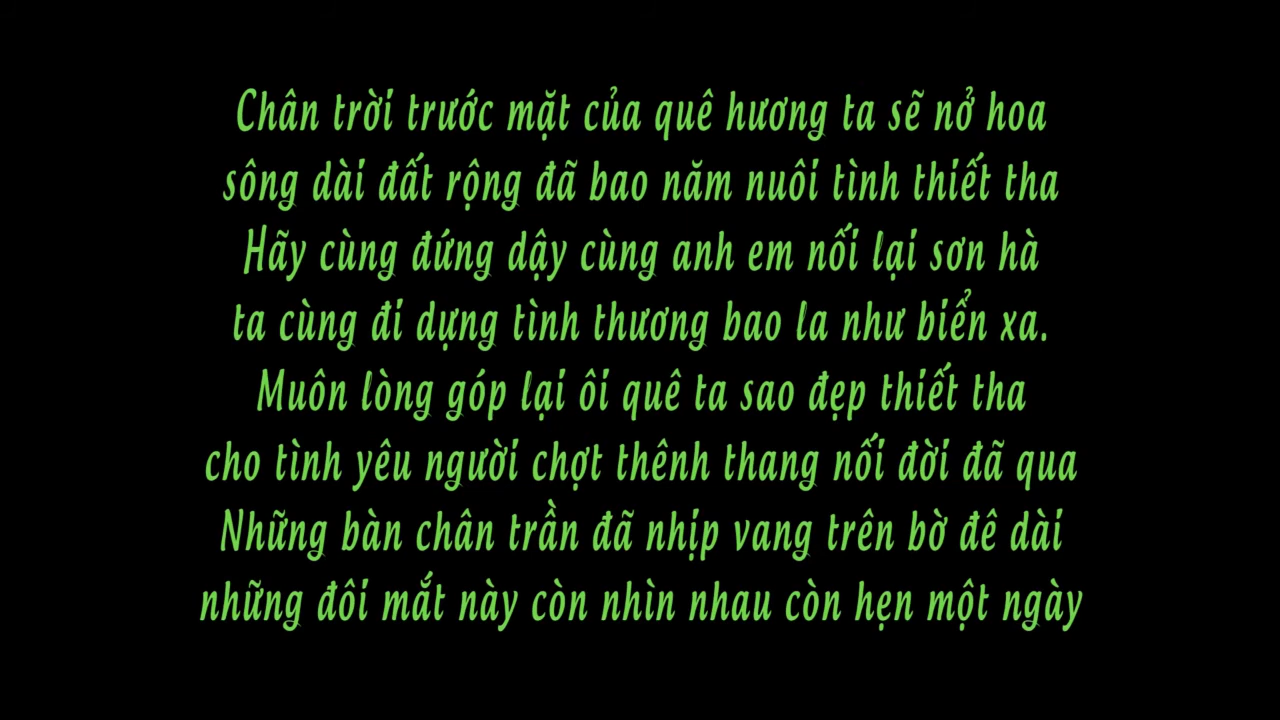 Chân trời trước mặt của quê hương ta sẽ nở hoa
sông dài đất rộng đã bao năm nuôi tình thiết tha
Hãy cùng đứng dậy cùng anh em nối lại sơn hà
ta cùng đi dựng tình thương bao la như biển xa.
Muôn lòng góp lại ôi quê ta sao đẹp thiết tha
cho tình yêu người chợt thênh thang nối đời đã qua
Những bàn chân trần đã nhịp vang trên bờ đê dài
những đôi mắt này còn nhìn nhau còn hẹn một ngày